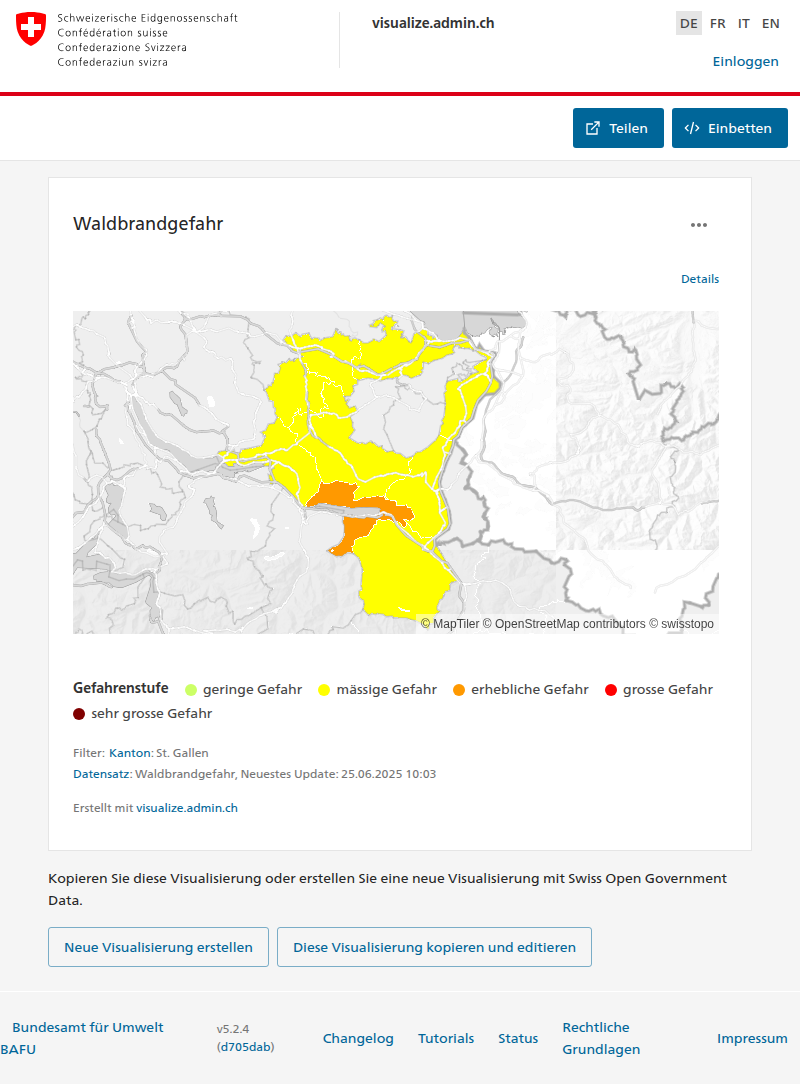 Schweizerische Eidgenossenschaft
Confédération suisse
Confederazione Svizzera
Confederaziun svizra
visualize.admin.ch
DE FR IT EN
Einloggen
Teilen
Einbetten
Waldbrandgefahr
Details
© MapTiler © OpenStreetMap contributors © swisstopo
Gefahrenstufe geringe Gefahr mässige Gefahr erhebliche Gefahr grosse Gefahr
sehr grosse Gefahr
Filter: Kanton: St. Gallen
Datensatz: Waldbrandgefahr, Neuestes Update: 25.06.2025 10:03
Erstellt mit visualize.admin.ch
Kopieren Sie diese Visualisierung oder erstellen Sie eine neue Visualisierung mit Swiss Open Government
Data.
Neue Visualisierung erstellen
Diese Visualisierung kopieren und editieren
Bundesamt für Umwelt
BAFU
v5.2.4
(d705dab)
Changelog
Tutorials
Status
Rechtliche
Grundlagen
Impressum